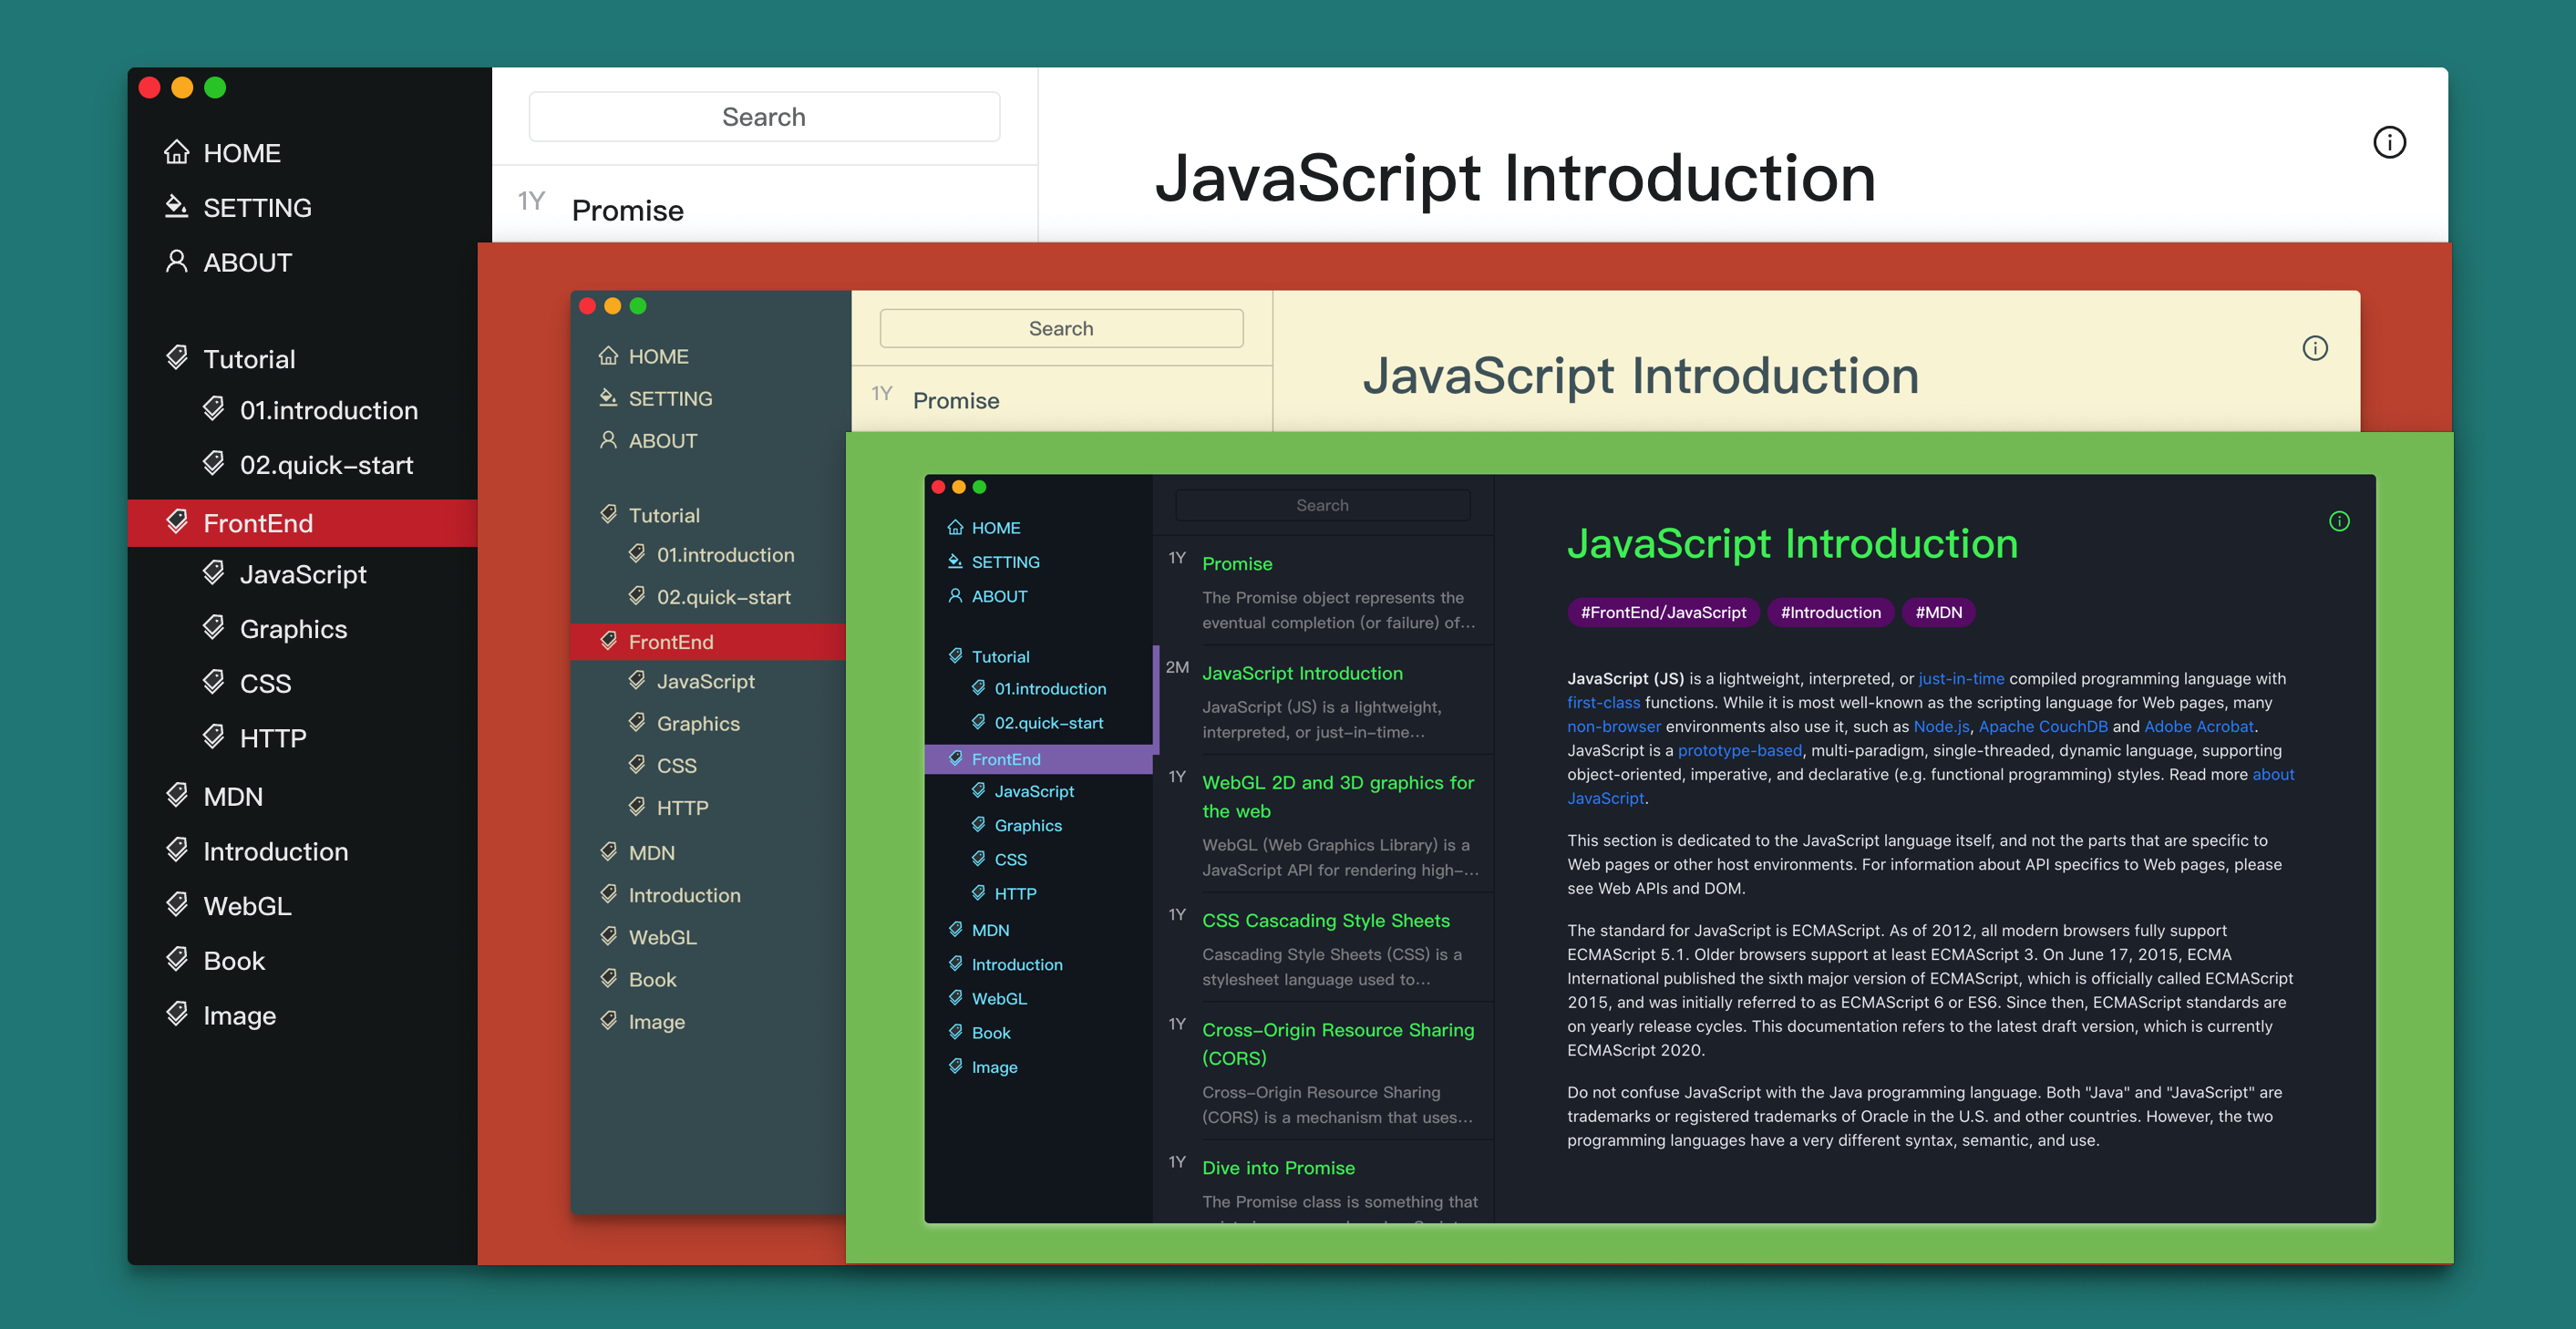 HOME
SETTING
ABOUT
Tutorial
01.introduction
02.quick-start
FrontEnd
JavaScript
Graphics
CSS
HTTP
MDN
Introduction
WebGL
Book
Image
Search
1Y Promise
JavaScript Introduction
HOME
SETTING
ABOUT
Tutorial
01.introduction
02.quick-start
FrontEnd
JavaScript
Graphics
CSS
HTTP
MDN
Introduction
WebGL
Book
Image
Search
1Y Promise
JavaScript Introduction
HOME
SETTING
ABOUT
Tutorial
01.introduction
02.quick-start
FrontEnd
JavaScript
Graphics
CSS
HTTP
MDN
Introduction
WebGL
Book
Image
Search
1Y Promise
The Promise object represents the
eventual completion (or failure) of...
2M JavaScript Introduction
JavaScript (JS) is a lightweight,
interpreted, or just-in-time...
1Y WebGL 2D and 3D graphics for
the web
WebGL (Web Graphics Library) is a
JavaScript API for rendering high-...
1Y CSS Cascading Style Sheets
Cascading Style Sheets (CSS) is a
stylesheet language used to...
1Y Cross-Origin Resource Sharing
(CORS)
Cross-Origin Resource Sharing
(CORS) is a mechanism that uses...
1Y Dive into Promise
The Promise class is something that
JavaScript Introduction
#FrontEnd/JavaScript #Introduction #MDN
JavaScript (JS) is a lightweight, interpreted, or just-in-time compiled programming language with
first-class functions. While it is most well-known as the scripting language for Web pages, many
non-browser environments also use it, such as Node.js, Apache CouchDB and Adobe Acrobat.
JavaScript is a prototype-based, multi-paradigm, single-threaded, dynamic language, supporting
object-oriented, imperative, and declarative (e.g. functional programming) styles. Read more about
JavaScript.
This section is dedicated to the JavaScript language itself, and not the parts that are specific to
Web pages or other host environments. For information about API specifics to Web pages, please
see Web APIs and DOM.
The standard for JavaScript is ECMAScript. As of 2012, all modern browsers fully support
ECMAScript 5.1. Older browsers support at least ECMAScript 3. On June 17, 2015, ECMA
International published the sixth major version of ECMAScript, which is officially called ECMAScript
2015, and was initially referred to as ECMAScript 6 or ES6. Since then, ECMAScript standards are
on yearly release cycles. This documentation refers to the latest draft version, which is currently
ECMAScript 2020.
Do not confuse JavaScript with the Java programming language. Both "Java" and "JavaScript" are
trademarks or registered trademarks of Oracle in the U.S. and other countries. However, the two
programming languages have a very different syntax, semantic, and use.